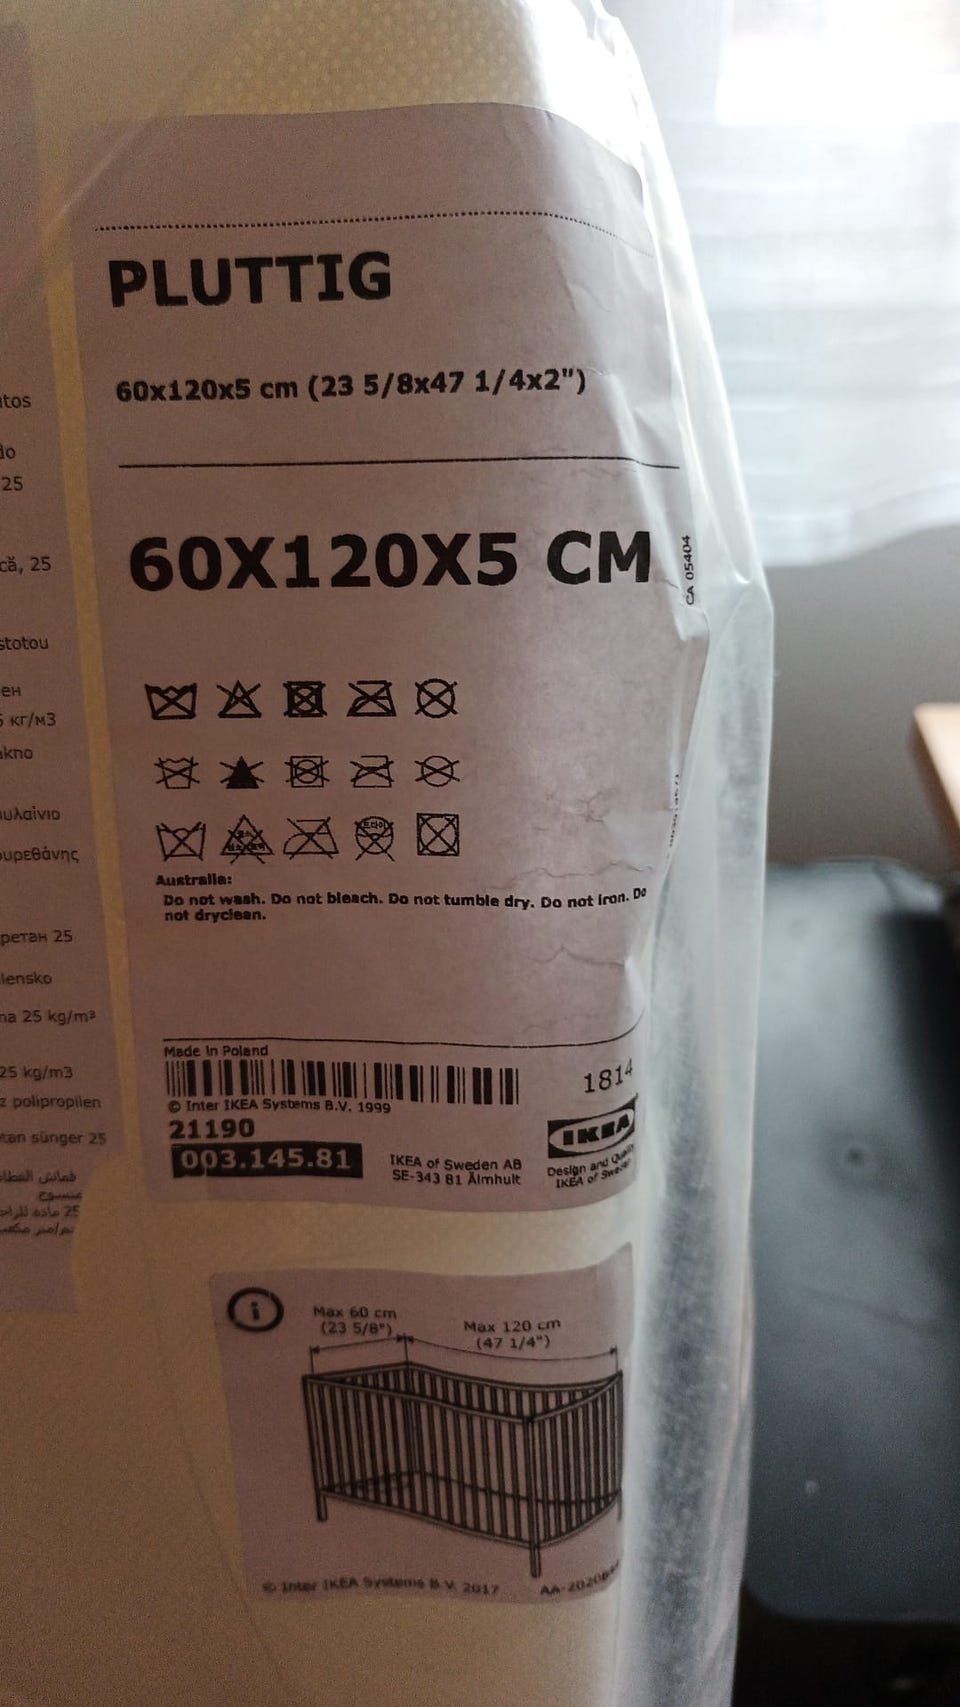 tos
do
25
că, 25
stotou
ен
5 кг/м3
akno
ουλαίνιο
ουρεθάνης
ретан 25
lensko
na 25 kg/m³
25 kg/m3
z polipropilen
tan sünger 25
PLUTTIG
60x120x5 cm (23 5/8x47 1/4x2")
60X120X5 CM
CA 05404
Australia:
Do not wash. Do not bleach. Do not tumble dry. Do not iron. Do
not dryclean.
Made in Poland
1814
© Inter IKEA Systems B.V. 1999
21190
003.145.81
IKEA of Sweden AB
SE-343 81 Älmhult
IKEA
Design and Quality
IKEA of Sweden
i
Max 60 cm
(23 5/8")
Max 120 cm
(47 1/4")
© Inter IKEA Systems B.V. 2017